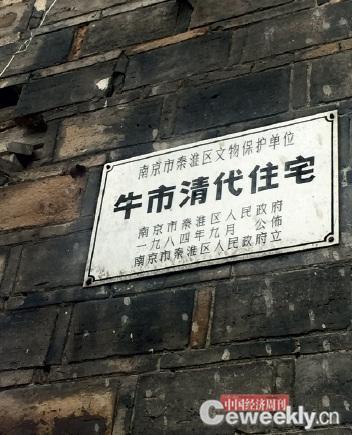 南京市秦淮区文物保护单位
牛市清代住宅
南京市秦淮区人民政府
一九八四年九月 公佈
南京市秦淮区人民政府立
中国经济周刊
Ceweekly.cn